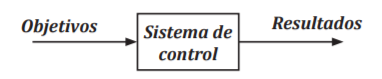 Objetivos
Sistema de
control
Resultados